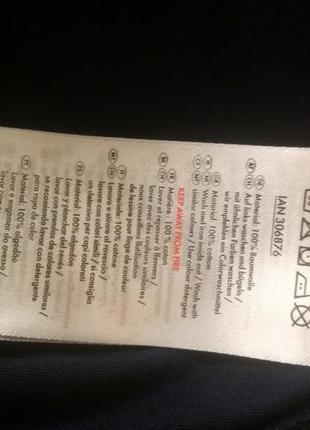 IAN 306876
Material: 100% Baumwolle
Auf links waschen und bügeln /
mit ähnlichen Farben waschen /
wir empfehlen ein Colorwaschmittel
Material: 100% cotton
Wash and iron inside out / Wash with
similar colours / Use colour detergent
KEEP AWAY FROM FIRE
Matière: 100% coton
laver et repasser à l'envers /
laver avec des couleurs similaires /
nous conseillons l'utilisation
de lessive pour linge de couleur
Materiale: 100% cotone
Lavare e stirare al rovescio /
lavare con colori simili / si consiglia
un detersivo per capi colorati
Material: 100% algodón
Lavar y planchar del revés /
Lavar con prendas de colores similares /
se recomienda lavar con detergente
para ropa de color
Material: 100% algodão
Lavar e engomar do avesso /